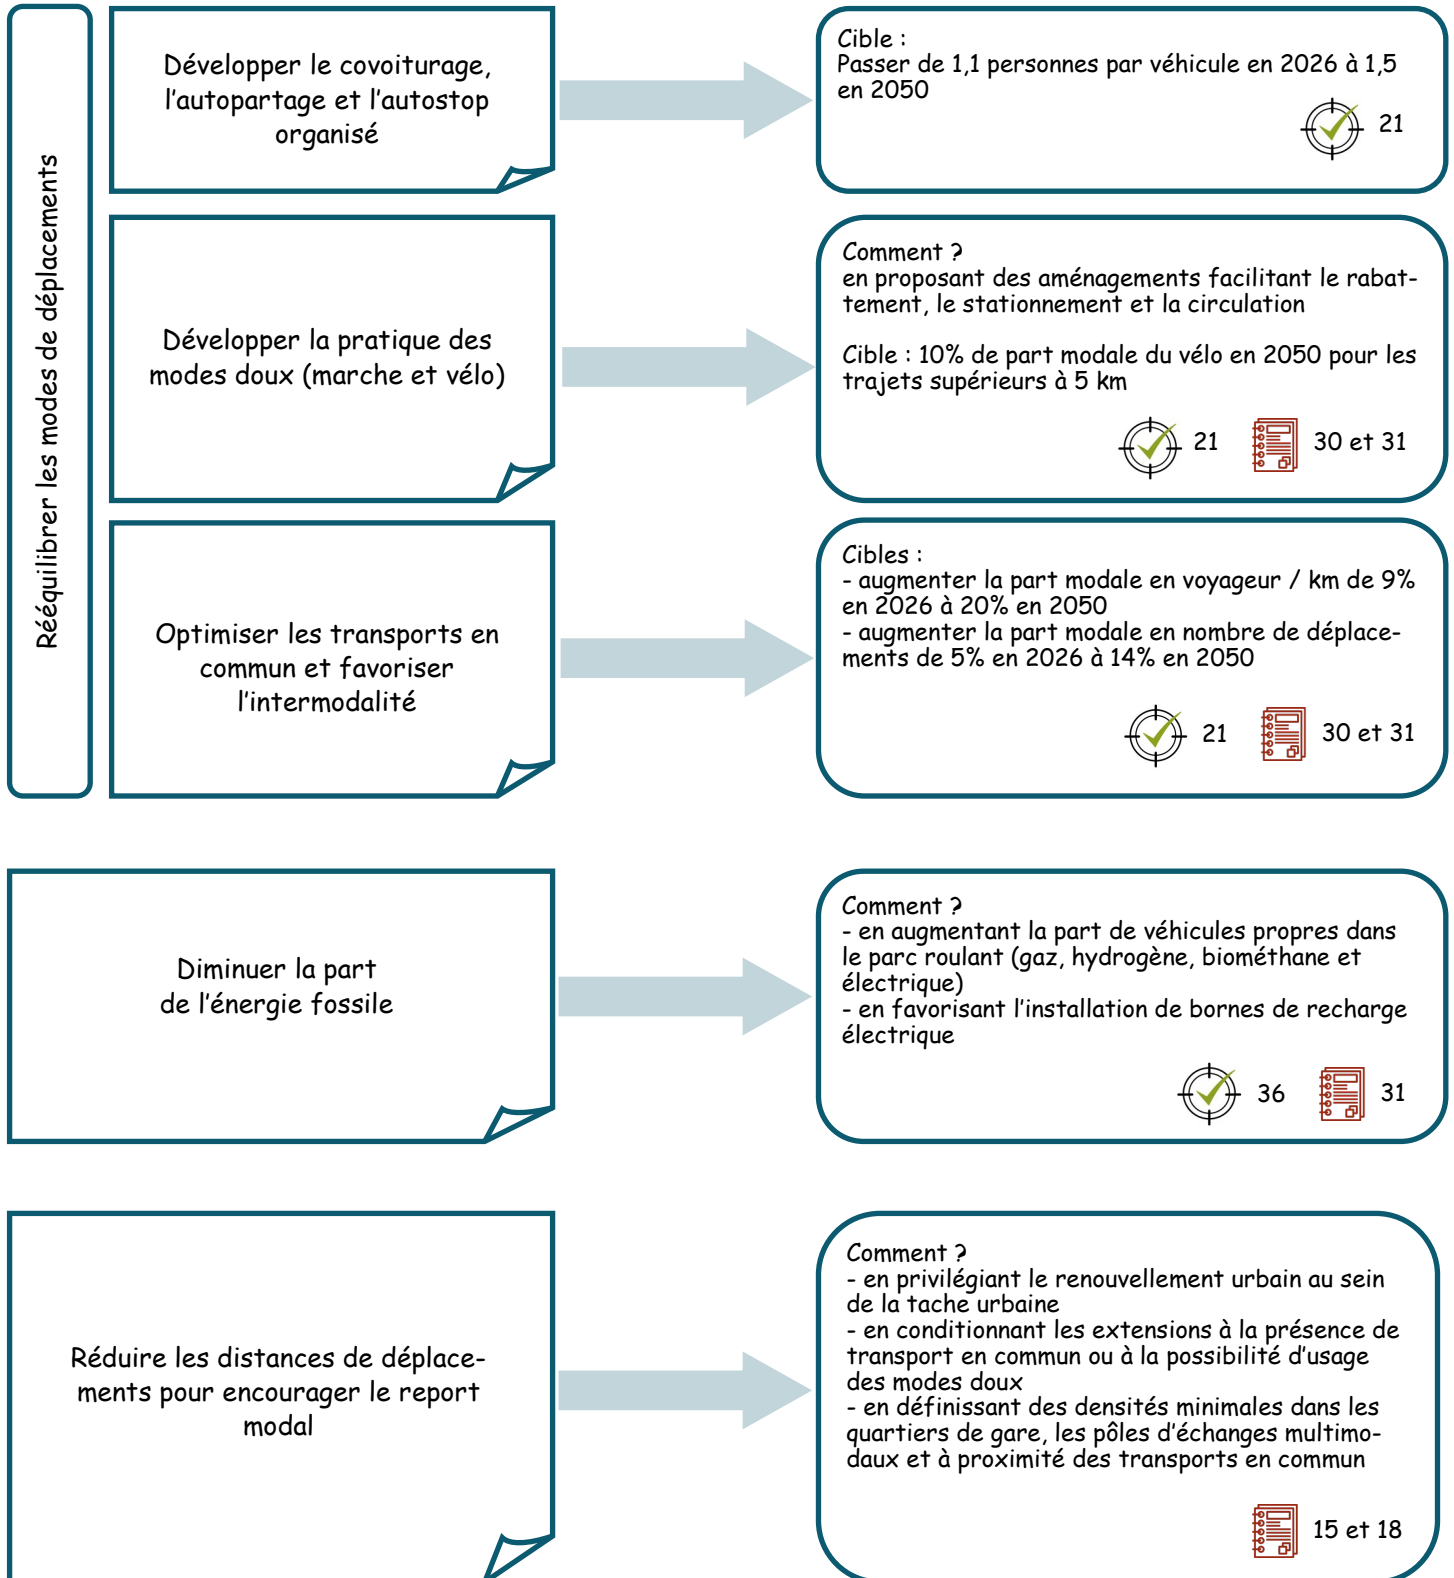 Rééquilibrer les modes de déplacements
Développer le covoiturage,
l'autopartage et l'autostop
organisé
Cible :
Passer de 1,1 personnes par véhicule en 2026 à 1,5
en 2050
21
Développer la pratique des
modes doux (marche et vélo)
Comment ?
en proposant des aménagements facilitant le rabat-
tement, le stationnement et la circulation
Cible : 10% de part modale du vélo en 2050 pour les
trajets supérieurs à 5 km
21 30 et 31
Optimiser les transports en
commun et favoriser
l'intermodalité
Cibles :
- augmenter la part modale en voyageur / km de 9%
en 2026 à 20% en 2050
- augmenter la part modale en nombre de déplace-
ments de 5% en 2026 à 14% en 2050
21 30 et 31
Diminuer la part
de l'énergie fossile
Comment ?
- en augmentant la part de véhicules propres dans
le parc roulant (gaz, hydrogène, biométhane et
électrique)
- en favorisant l'installation de bornes de recharge
électrique
36 31
Réduire les distances de déplace-
ments pour encourager le report
modal
Comment ?
- en privilégiant le renouvellement urbain au sein
de la tache urbaine
- en conditionnant les extensions à la présence de
transport en commun ou à la possibilité d'usage
des modes doux
- en définissant des densités minimales dans les
quartiers de gare, les pôles d'échanges multimo-
daux et à proximité des transports en commun
15 et 18